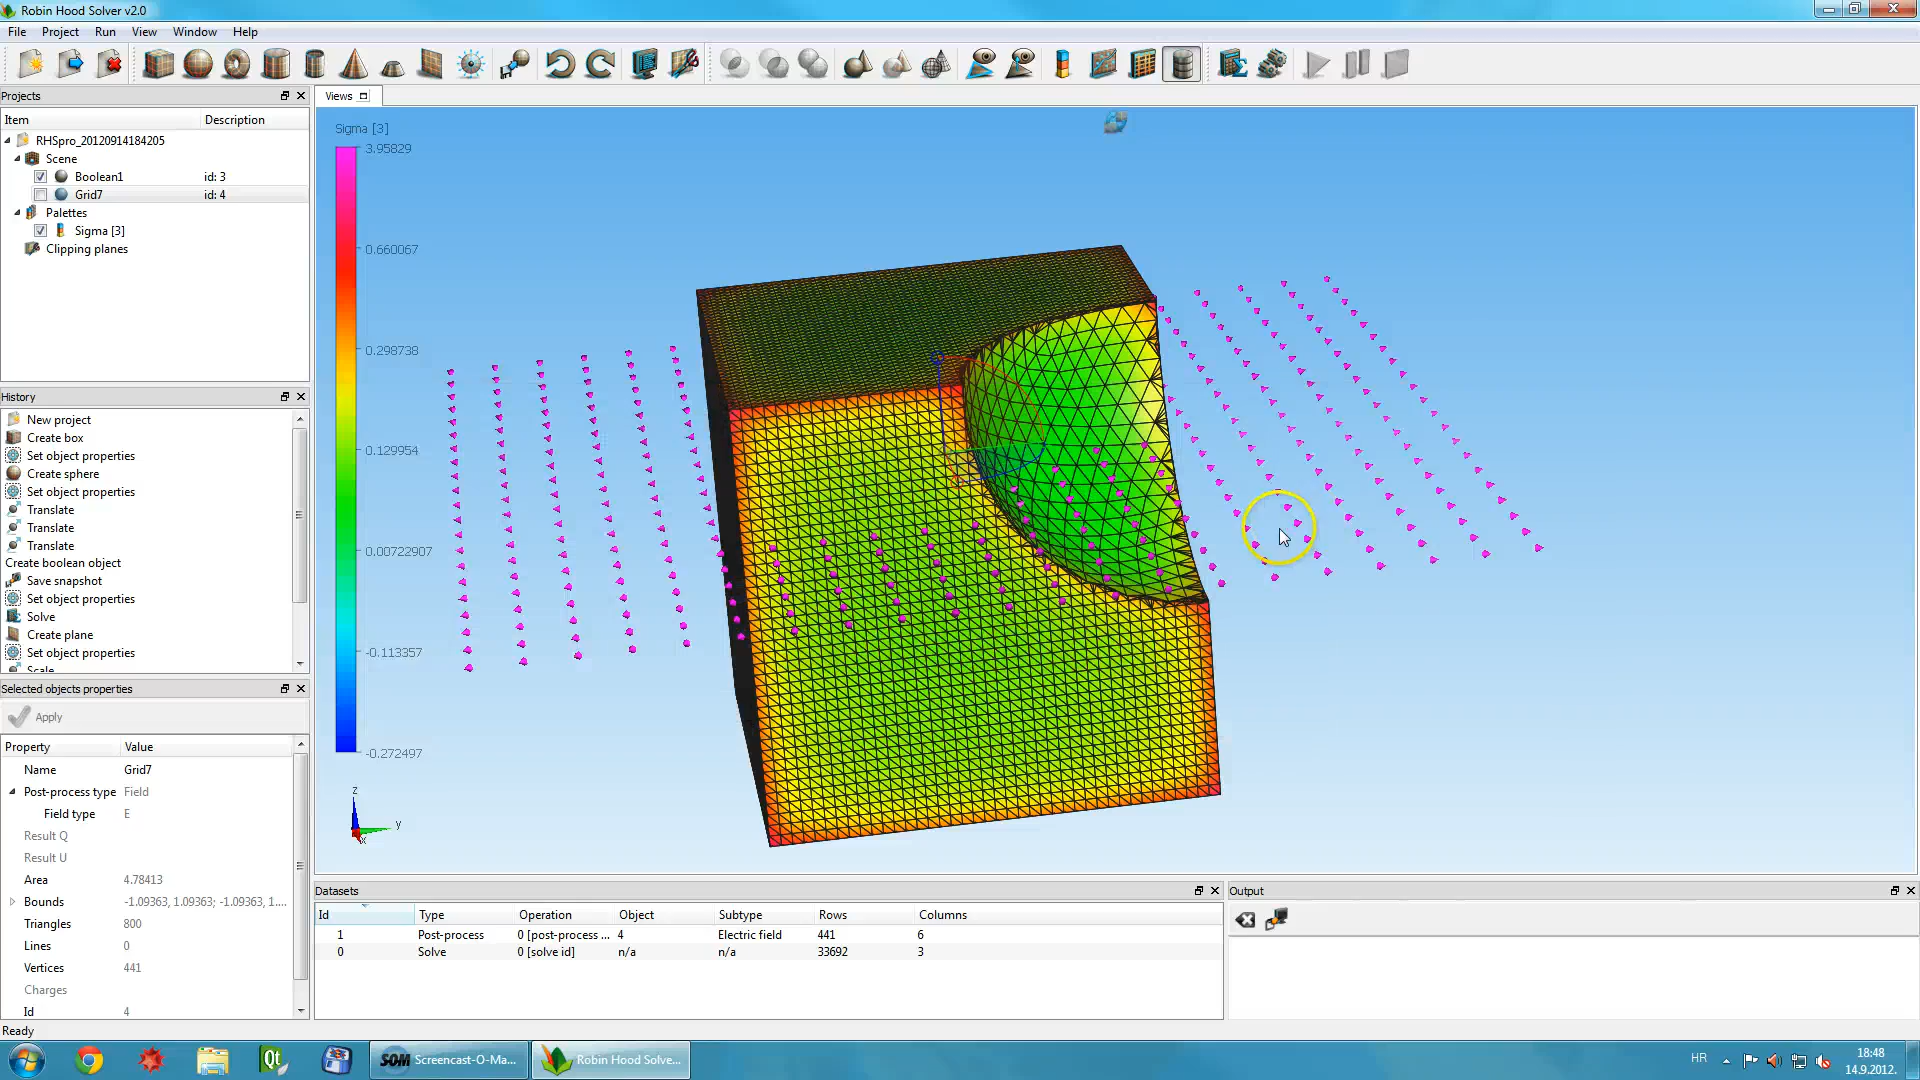 Robin Hood Solver v2.0
File Project Run View Window Help
Projects
Views
Item Description
RHSpro_20120914184205
Scene
Boolean1 id: 3
Grid7 id: 4
Palettes
Sigma [3]
Clipping planes
Sigma [3]
3.95829
0.660067
0.298738
0.129954
0.00722907
-0.113357
-0.272497
z
y
x
History
New project
Create box
Set object properties
Create sphere
Set object properties
Translate
Translate
Translate
Create boolean object
Save snapshot
Set object properties
Solve
Create plane
Set object properties
Scale
Selected objects properties
Apply
Property Value
Name Grid7
Post-process type Field
Field type E
Result Q
Result U
Area 4.78413
Bounds -1.09363, 1.09363; -1.09363, 1....
Triangles 800
Lines 0
Vertices 441
Charges
Id 4
Datasets
Id Type Operation Object Subtype Rows Columns
1 Post-process 0 [post-process ... 4 Electric field 441 6
0 Solve 0 [solve id] n/a n/a 33692 3
Output
Ready
Qt
SOM Screencast-O-Ma...
Robin Hood Solve...
HR
18:48
14.9.2012.